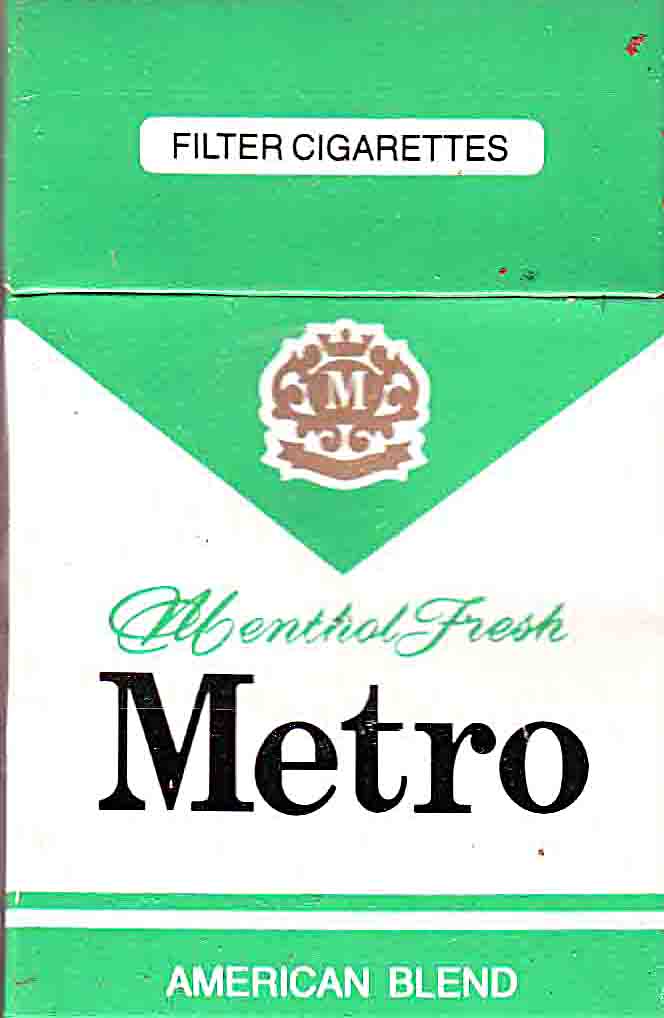 FILTER CIGARETTES
M
Menthol Fresh
Metro
AMERICAN BLEND